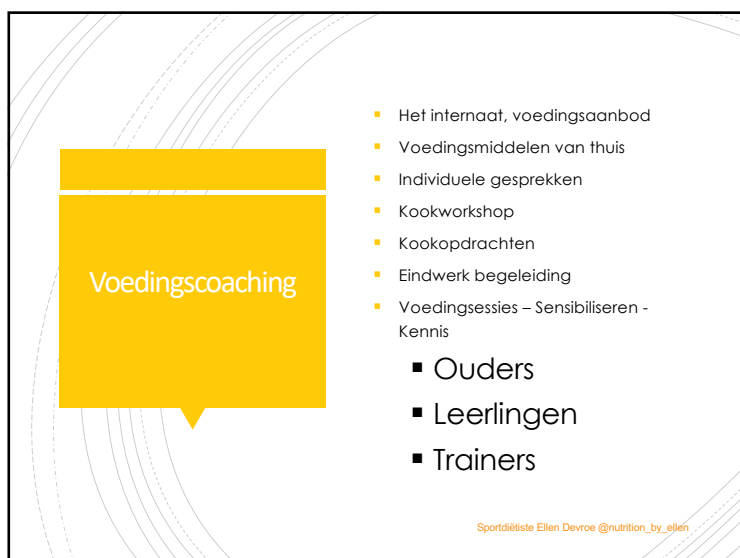 Voedingscoaching
Het internaat, voedingsaanbod
Voedingsmiddelen van thuis
Individuele gesprekken
Kookworkshop
Kookopdrachten
Eindwerk begeleiding
Voedingsessies – Sensibiliseren -
Kennis
Ouders
Leerlingen
Trainers
Sportdiëtiste Ellen Devroe @nutrition_by_ellen